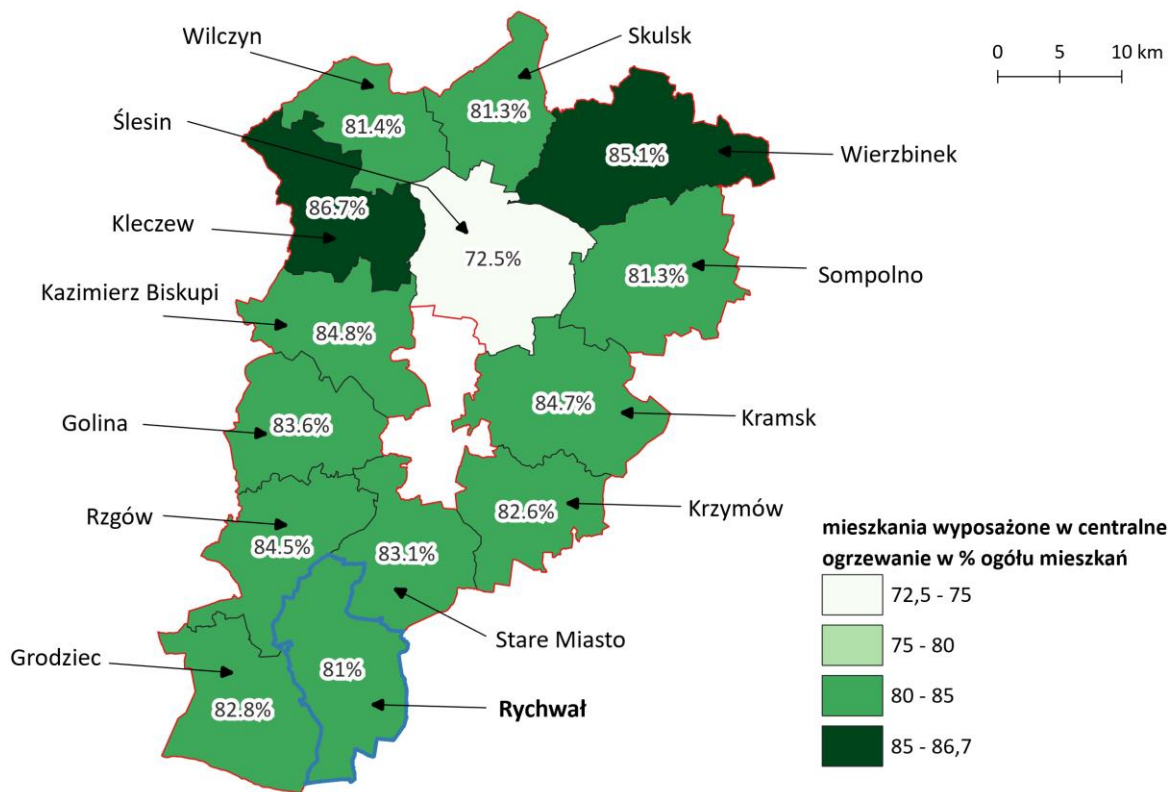 Wilczyn
Skulsk
0 5 10 km
Ślesin
81.4%
81.3%
85.1%
Wierzbinek
86.7%
Kleczew
72.5%
81.3%
Sompolno
Kazimierz Biskupi
84.8%
84.7%
Kramsk
Golina
83.6%
Rzgów
84.5%
83.1%
82.6%
Krzymów
Stare Miasto
Grodziec
82.8%
81%
Rychwał
mieszkania wyposażone w centralne
ogrzewanie w % ogółu mieszkań
72,5 - 75
75 - 80
80 - 85
85 - 86,7